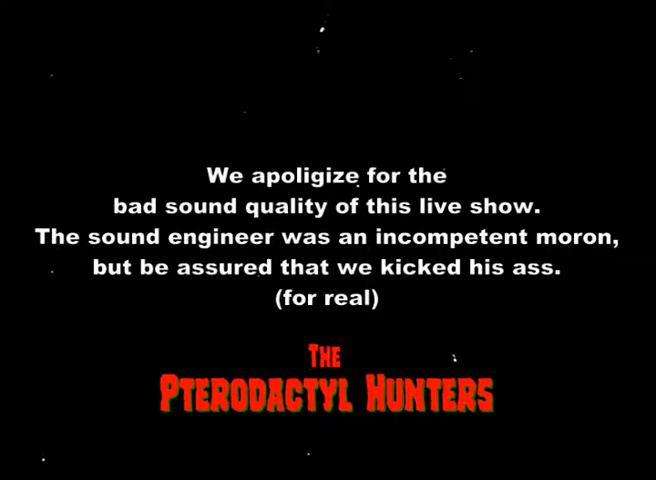 We apoligize for the
bad sound quality of this live show.
The sound engineer was an incompetent moron,
but be assured that we kicked his ass.
(for real)
The
Pterodactyl Hunters